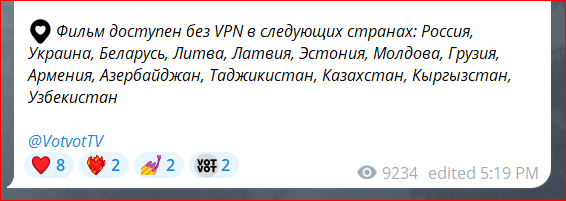 Фильм доступен без VPN в следующих странах: Россия,
Украина, Беларусь, Литва, Латвия, Эстония, Молдова, Грузия,
Армения, Азербайджан, Таджикистан, Казахстан, Кыргызстан,
Узбекистан
@VotvotTV
8 2 2 VOT VOT 2 9234 edited 5:19 PM